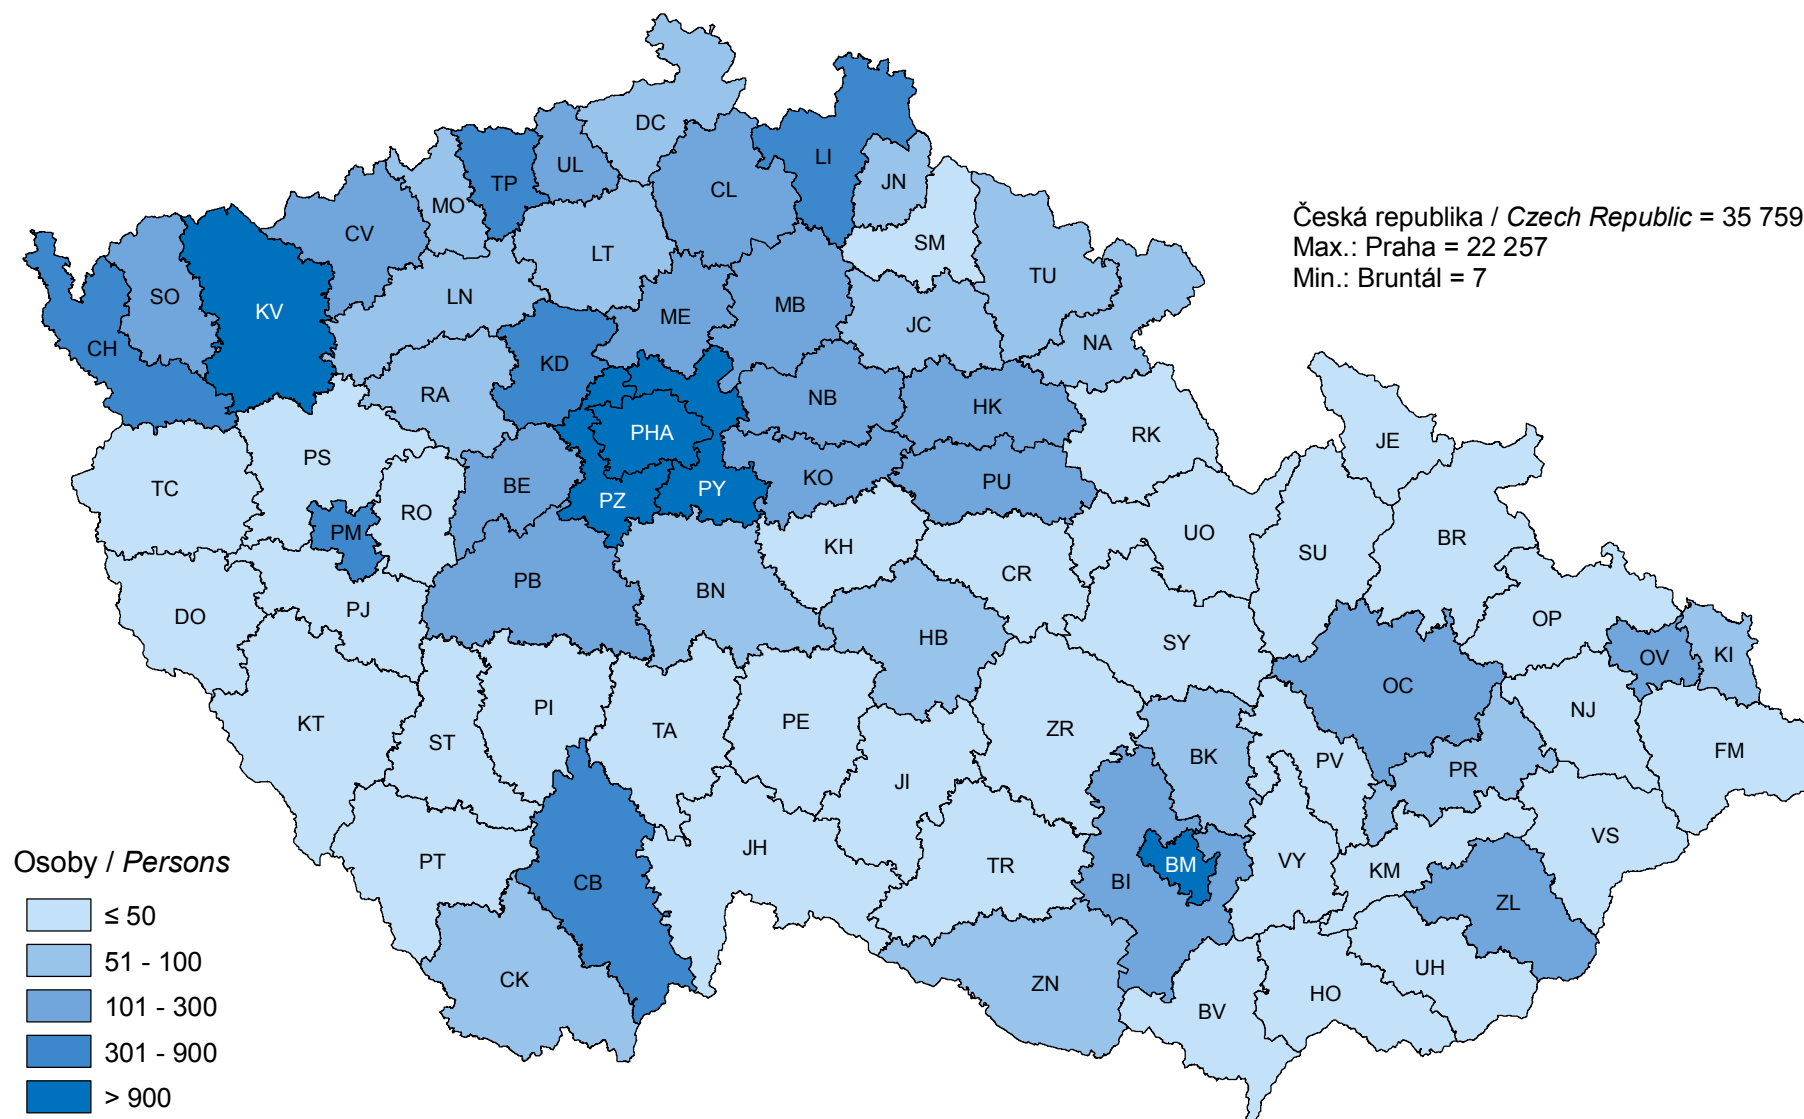 DC
LI
UL
TP
CL
JN
MO
CV
LT
SM
Česká republika / Czech Republic = 35 759
Max.: Praha = 22 257
Min.: Bruntál = 7
TU
SO
LN
KV
ME
MB
JC
CH
NA
KD
RA
NB
HK
PHA
RK
JE
PS
TC
BE
KO
PU
PZ
PY
RO
PM
UO
SU
BR
KH
CR
PB
BN
DO
PJ
OP
HB
SY
OV
KI
OC
PI
KT
ST
TA
PE
ZR
NJ
FM
BK
PV
PR
JI
VS
Osoby / Persons
PT
CB
JH
TR
BI
BM
VY
KM
ZL
≤ 50
51 - 100
101 - 300
301 - 900
> 900
CK
ZN
UH
HO
BV